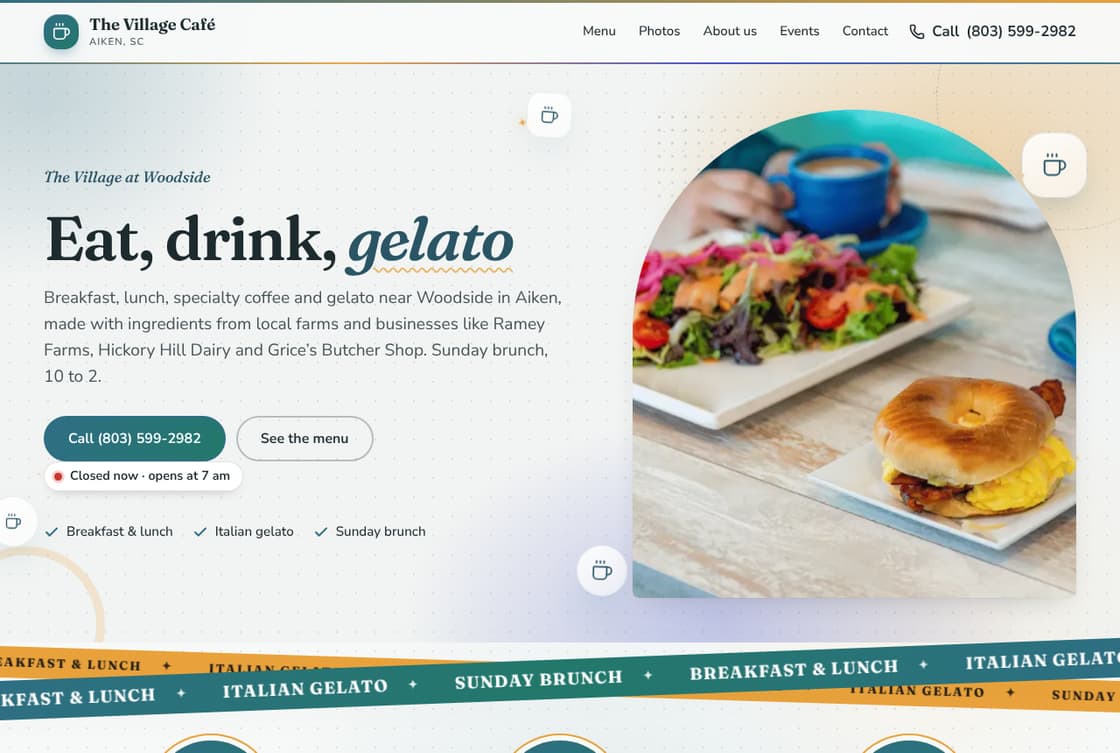 The Village Café
AIKEN, SC
Menu Photos About us Events Contact Call (803) 599-2982
The Village at Woodside
Eat, drink, gelato
Breakfast, lunch, specialty coffee and gelato near Woodside in Aiken,
made with ingredients from local farms and businesses like Ramey
Farms, Hickory Hill Dairy and Grice's Butcher Shop. Sunday brunch,
10 to 2.
Call (803) 599-2982 See the menu
Closed now · opens at 7 am
Breakfast & lunch Italian gelato Sunday brunch
EAKFAST & LUNCH ✦ ITALIAN GELATO
KFAST & LUNCH ✦ ITALIAN GELATO ✦ SUNDAY BRUNCH ✦ BREAKFAST & LUNCH ✦ ITALIAN GELATO
ITALIAN GELATO ✦ SUNDAY